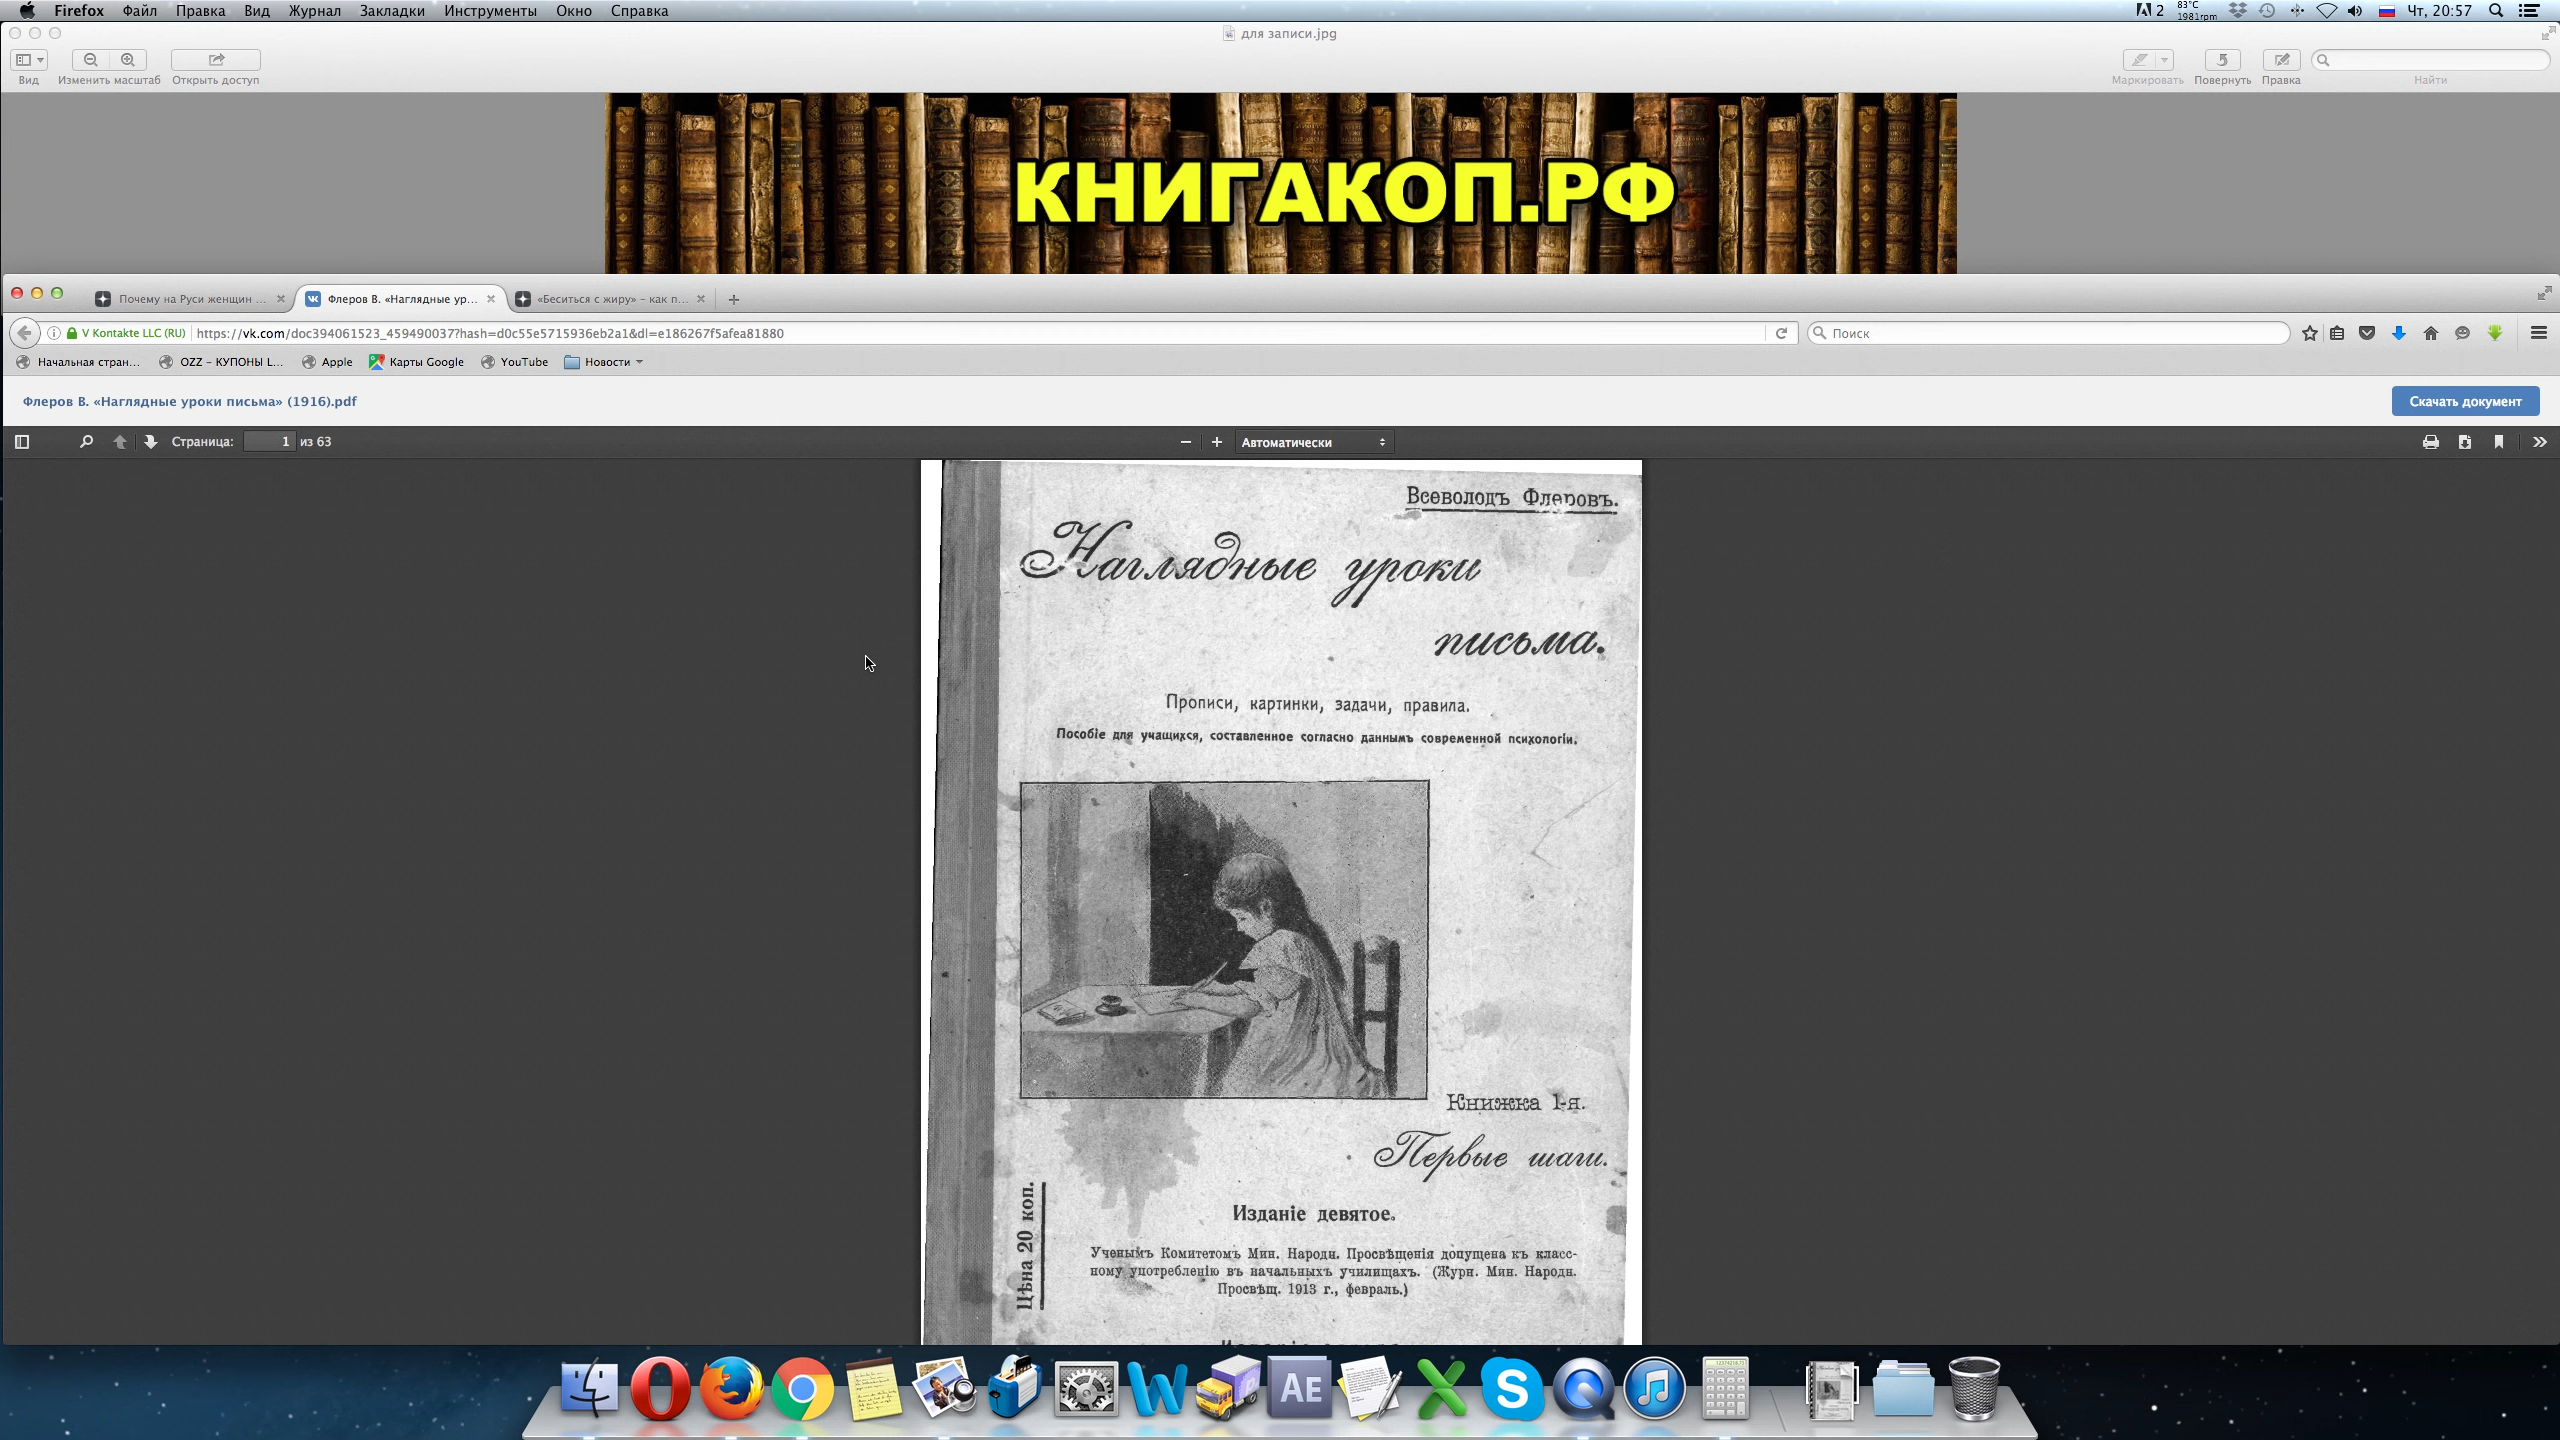 Firefox Файл Правка Вид Журнал Закладки Инструменты Окно Справка
2 83°C 1981rpm Чт, 20:57
для записи.jpg
Вид Изменить масштаб Открыть доступ Маркировать Повернуть Правка Найти
КНИГАКОП.РФ
Почему на Руси женщин ... Флеров В. «Наглядные ур... «Беситься с жиру» – как п...
V Kontakte LLC (RU) https://vk.com/doc394061523_459490037?hash=d0c55e5715936eb2a1&dl=e186267f5afea81880 Поиск
Начальная стран... OZZ – КУПОНЫ L... Apple Карты Google YouTube Новости
Флеров В. «Наглядные уроки письма» (1916).pdf Скачать документ
Страница: 1 из 63 Автоматически
Всеволодъ Флеровъ.
Наглядные уроки
письма.
Прописи, картинки, задачи, правила.
Пособіе для учащихся, составленное согласно даннымъ современной психологіи.
Книжка 1-я.
Первые шаги.
Цѣна 20 коп.
Изданіе девятое.
Ученымъ Комитетомъ Мин. Народн. Просвѣщенія допущена къ класс-
ному употребленію въ начальныхъ училищахъ. (Журн. Мин. Народн.
Просвѣщ. 1913 г., февраль.)
AE